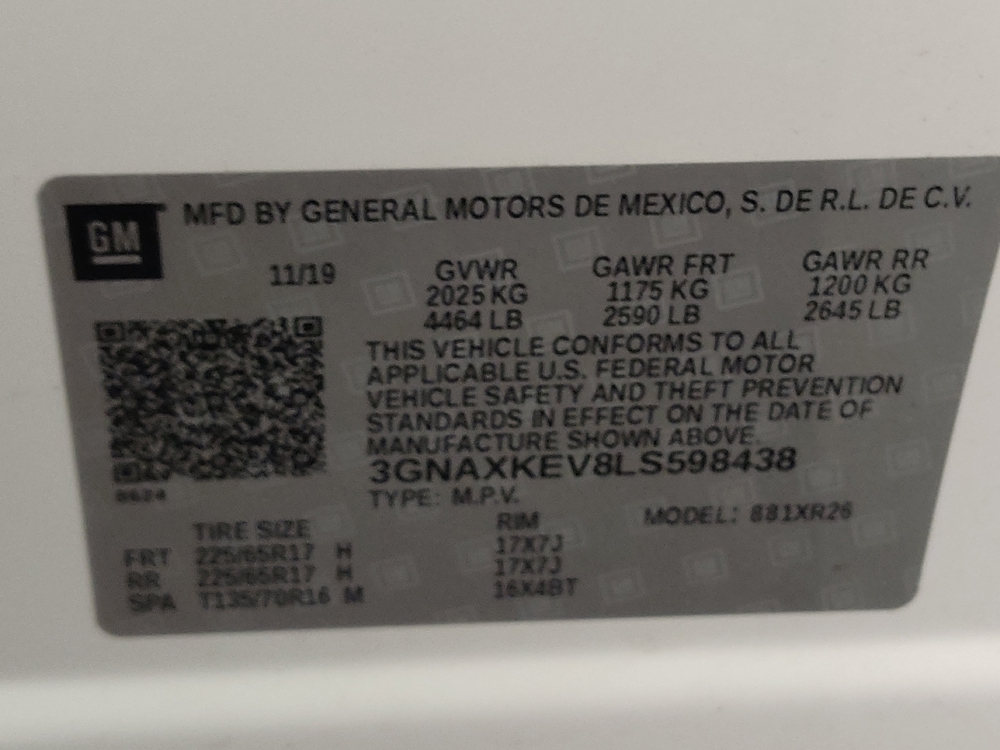 GM
MFD BY GENERAL MOTORS DE MEXICO, S. DE R.L. DE C.V.
11/19 GVWR GAWR FRT GAWR RR
2025 KG 1175 KG 1200 KG
4464 LB 2590 LB 2645 LB
THIS VEHICLE CONFORMS TO ALL
APPLICABLE U.S. FEDERAL MOTOR
VEHICLE SAFETY AND THEFT PREVENTION
STANDARDS IN EFFECT ON THE DATE OF
MANUFACTURE SHOWN ABOVE.
3GNAXKEV8LS598438
8624
TYPE: M.P.V.
TIRE SIZE RIM MODEL: 881XR26
FRT 225/65R17 H 17X7J
RR 225/65R17 H 17X7J
SPA T135/70R16 M 16X4BT